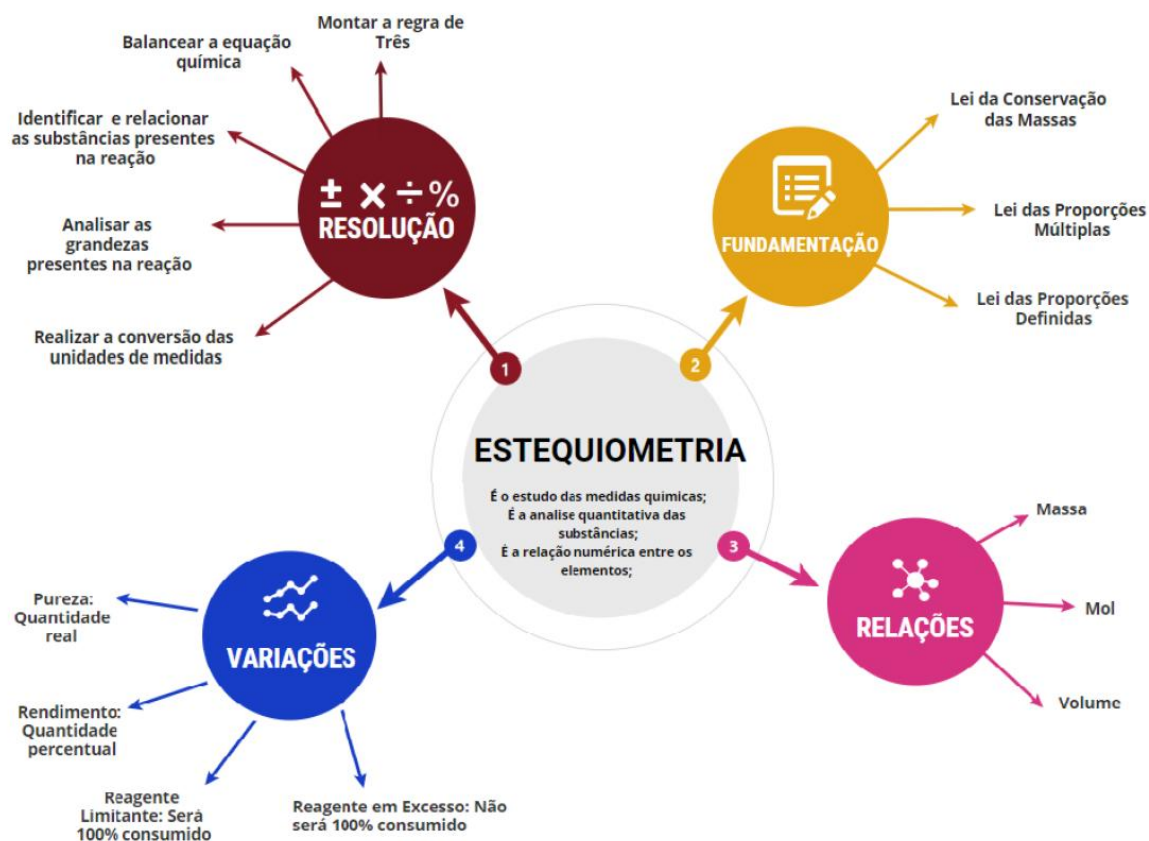 Montar a regra de
Três
Balancear a equação
química
Identificar e relacionar
as substâncias presentes
na reação
Analisar as
grandezas
presentes na reação
Realizar a conversão das
unidades de medidas
± × ÷ %
RESOLUÇÃO
1
FUNDAMENTAÇÃO
2
Lei da Conservação
das Massas
Lei das Proporções
Múltiplas
Lei das Proporções
Definidas
ESTEQUIOMETRIA
É o estudo das medidas químicas;
É a analise quantitativa das
substâncias;
É a relação numérica entre os
elementos;
3
RELAÇÕES
Massa
Mol
Volume
4
VARIAÇÕES
Pureza:
Quantidade
real
Rendimento:
Quantidade
percentual
Reagente
Limitante: Será
100% consumido
Reagente em Excesso: Não
será 100% consumido